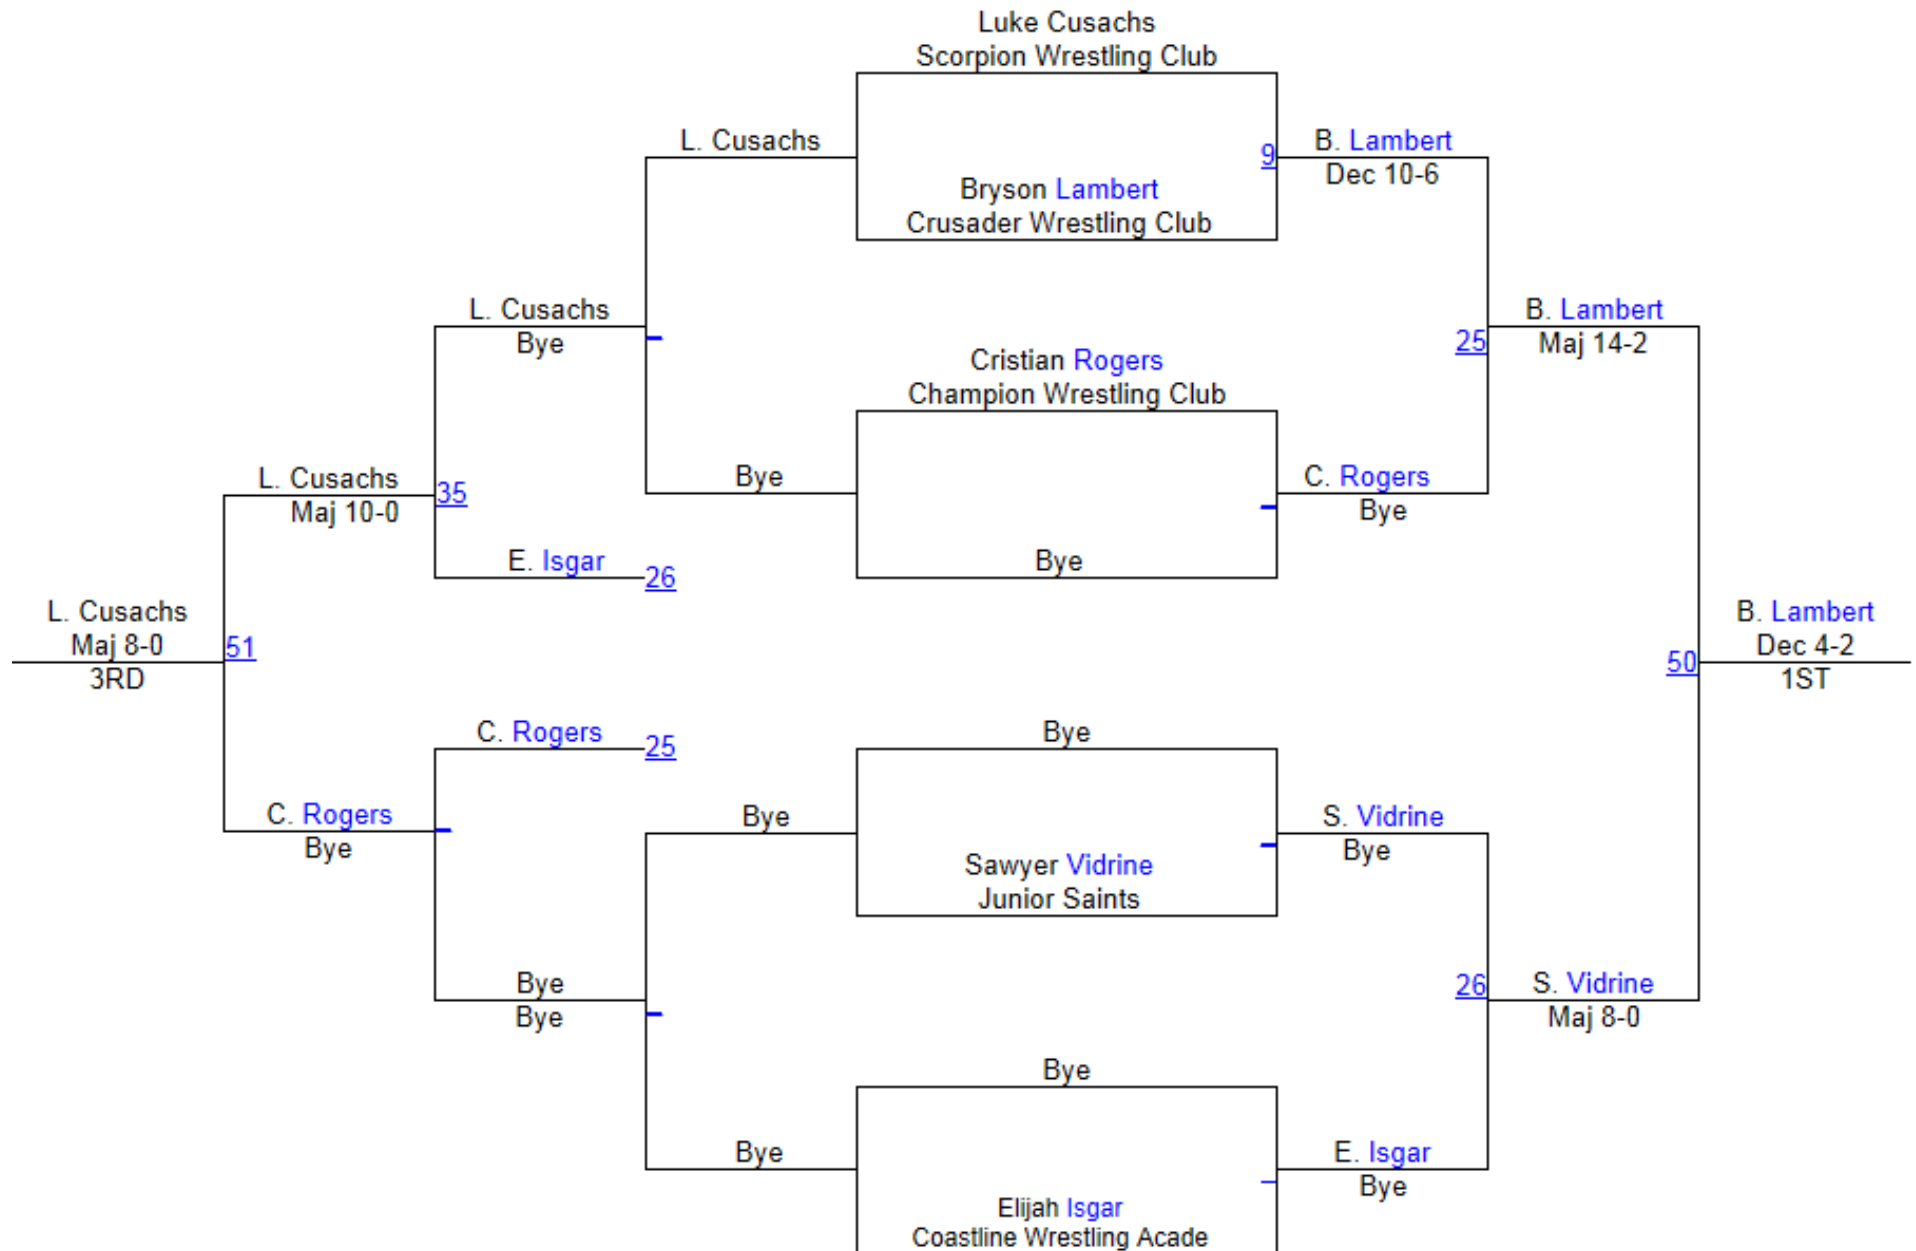 Luke Cusachs
Scorpion Wrestling Club
L. Cusachs
9
B. Lambert
Dec 10-6
Bryson Lambert
Crusader Wrestling Club
L. Cusachs
Bye
B. Lambert
Maj 14-2
25
Cristian Rogers
Champion Wrestling Club
L. Cusachs
Maj 10-0
35
Bye
C. Rogers
Bye
E. Isgar
26
Bye
L. Cusachs
Maj 8-0
3RD
51
B. Lambert
Dec 4-2
1ST
50
C. Rogers
25
Bye
C. Rogers
Bye
Bye
S. Vidrine
Bye
Sawyer Vidrine
Junior Saints
Bye
Bye
26
S. Vidrine
Maj 8-0
Bye
Bye
E. Isgar
Bye
Elijah Isgar
Coastline Wrestling Acade